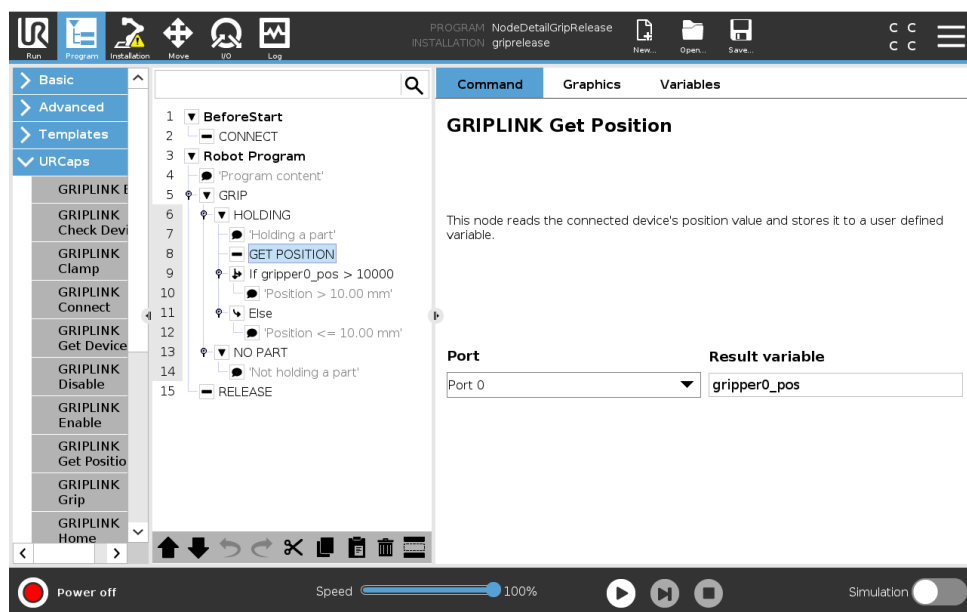 UR
PROGRAM NodeDetailGripRelease
INSTALLATION griprelease
Run Program Installation Move I/O Log
New... Open... Save...
C C
C C
Basic
Advanced
Templates
URCaps
GRIPLINK
GRIPLINK
Check Devi
GRIPLINK
Clamp
GRIPLINK
Connect
GRIPLINK
Get Device
GRIPLINK
Disable
GRIPLINK
Enable
GRIPLINK
Get Positio
GRIPLINK
Grip
GRIPLINK
Home
1 BeforeStart
2 CONNECT
3 Robot Program
4 'Program content'
5 GRIP
6 HOLDING
7 'Holding a part'
8 GET POSITION
9 If gripper0_pos > 10000
10 'Position > 10.00 mm'
11 Else
12 'Position <= 10.00 mm'
13 NO PART
14 'Not holding a part'
15 RELEASE
Command Graphics Variables
GRIPLINK Get Position
This node reads the connected device's position value and stores it to a user defined
variable.
Port Result variable
Port 0 gripper0_pos
Power off Speed 100% Simulation